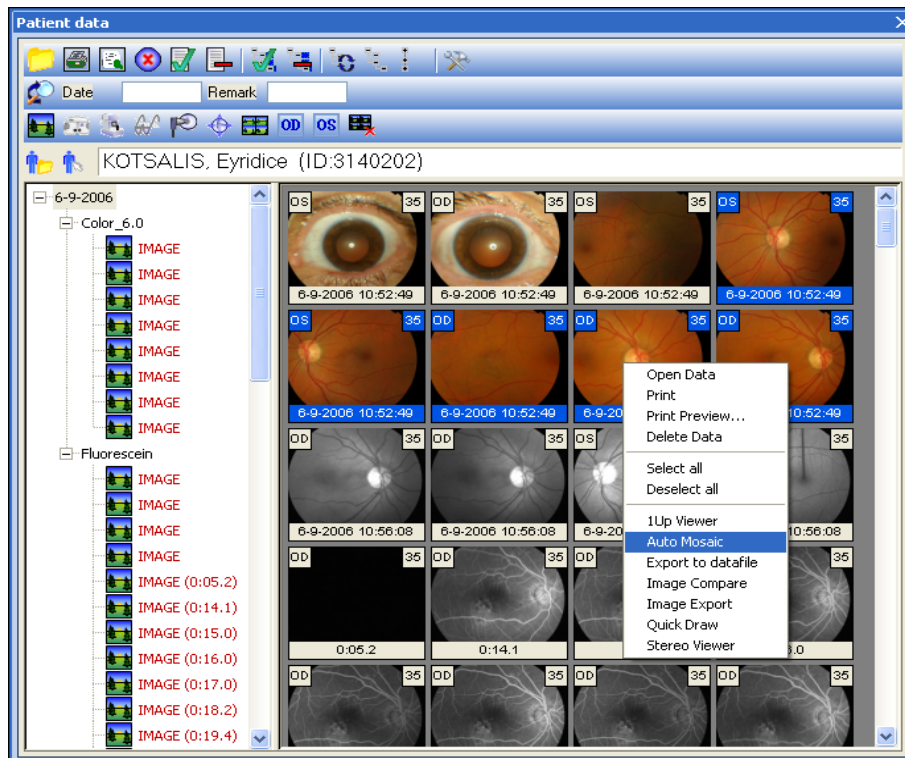 Patient data
Date Remark
OD OS
KOTSALIS, Eyridice (ID:3140202)
6-9-2006
Color_6.0
IMAGE
IMAGE
IMAGE
IMAGE
IMAGE
IMAGE
IMAGE
IMAGE
Fluorescein
IMAGE
IMAGE
IMAGE
IMAGE
IMAGE (0:05.2)
IMAGE (0:14.1)
IMAGE (0:15.0)
IMAGE (0:16.0)
IMAGE (0:17.0)
IMAGE (0:18.2)
IMAGE (0:19.4)
OS 35 OD 35 OS 35 OS 35
6-9-2006 10:52:49 6-9-2006 10:52:49 6-9-2006 10:52:49 6-9-2006 10:52:49
OS 35 OD 35 OD 35 OD 35
6-9-2006 10:52:49 6-9-2006 10:52:49 6-9-20 10:52:49
OD 35 OD 35 OS 35
6-9-2006 10:56:08 6-9-2006 10:56:08 6-9-20 10:56:08
OD 35 OD 35 OD 35
0:05.2 0:14.1 .0
OD 35 OD 35 OD 35 OD 35
Open Data
Print
Print Preview...
Delete Data
Select all
Deselect all
1Up Viewer
Auto Mosaic
Export to datafile
Image Compare
Image Export
Quick Draw
Stereo Viewer